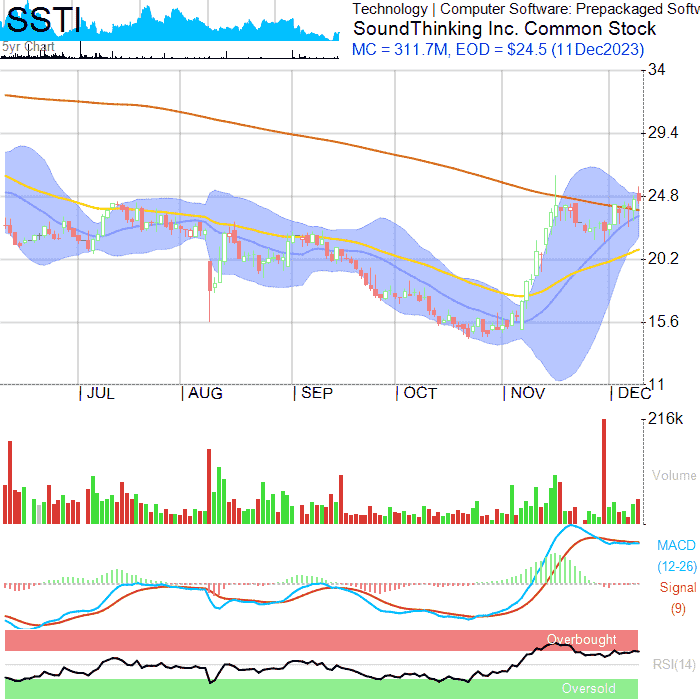 SSTI
5yr Chart
Technology | Computer Software: Prepackaged Softw
SoundThinking Inc. Common Stock
MC = 311.7M, EOD = $24.5 (11Dec2023)
34
29.4
24.8
20.2
15.6
11
JUL AUG SEP OCT NOV DEC
216k
Volume
MACD
(12-26)
Signal
(9)
Overbought
RSI(14)
Oversold